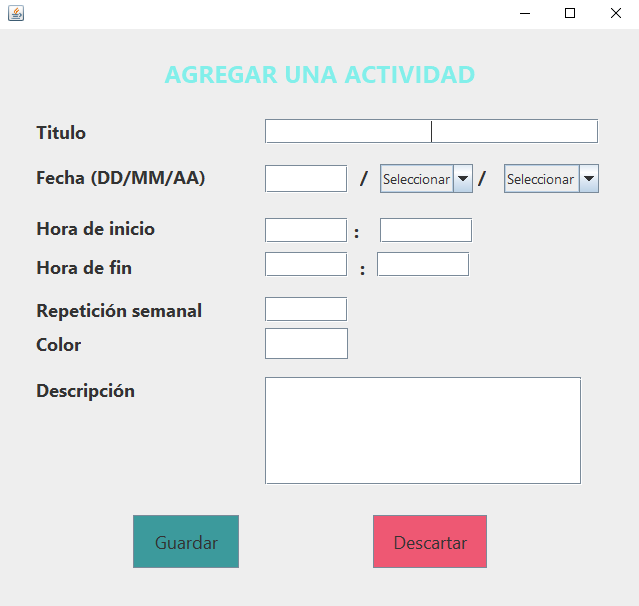 AGREGAR UNA ACTIVIDAD
Titulo
Fecha (DD/MM/AA) / Seleccionar / Seleccionar
Hora de inicio :
Hora de fin :
Repetición semanal
Color
Descripción
Guardar Descartar